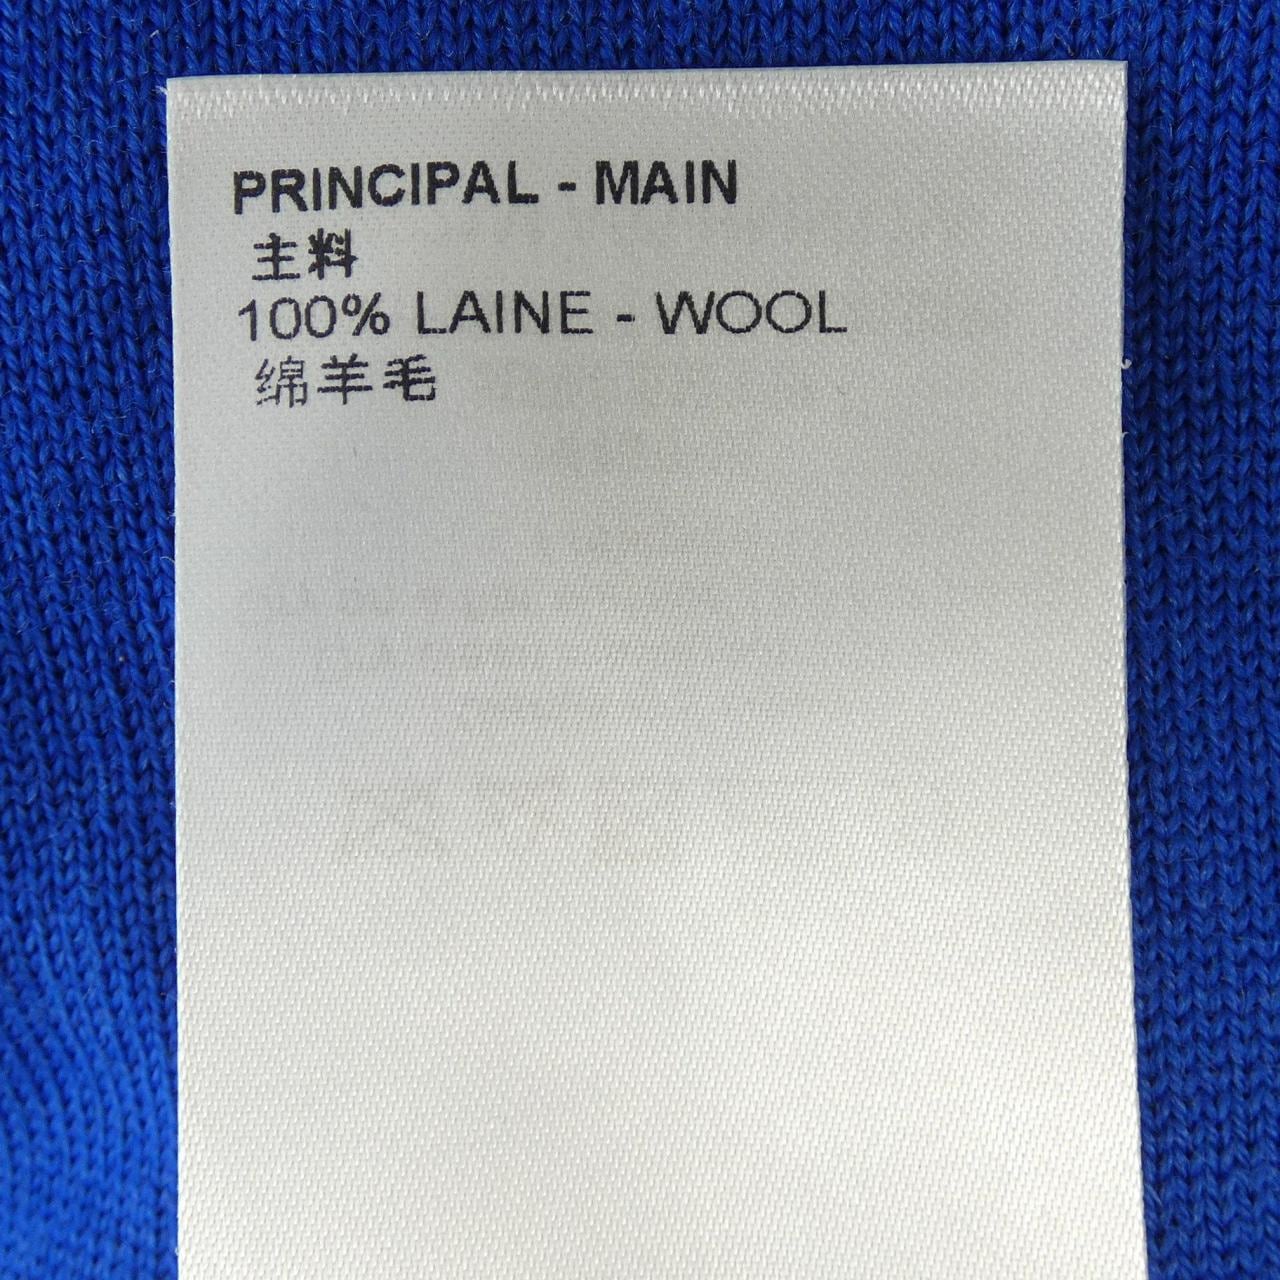 PRINCIPAL - MAIN
主料
100% LAINE - WOOL
绵羊毛